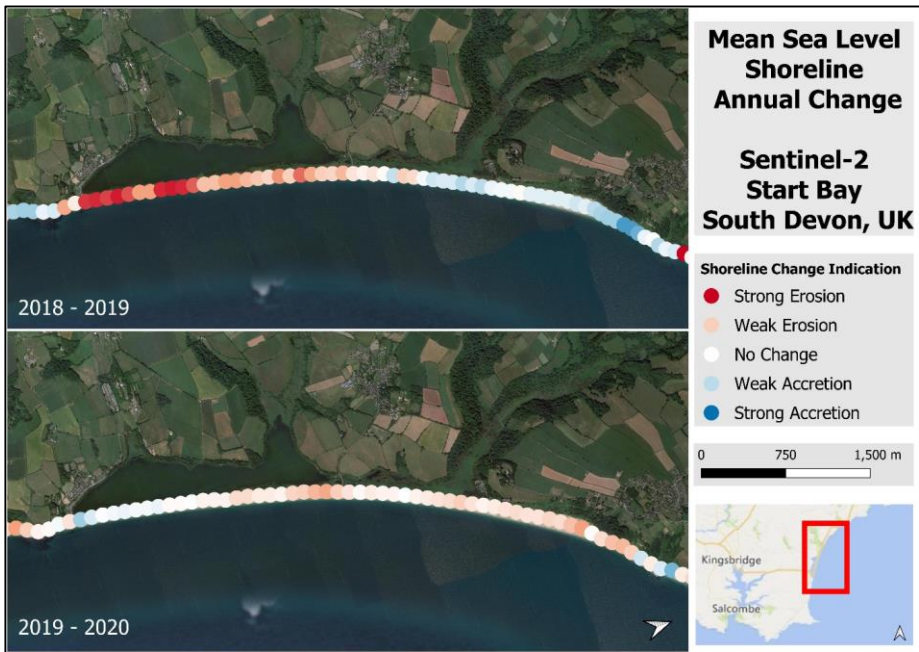 Mean Sea Level
Shoreline
Annual Change
Sentinel-2
Start Bay
South Devon, UK
Shoreline Change Indication
Strong Erosion
Weak Erosion
No Change
Weak Accretion
Strong Accretion
0 750 1,500 m
Kingsbridge
Salcombe
2018 - 2019
2019 - 2020